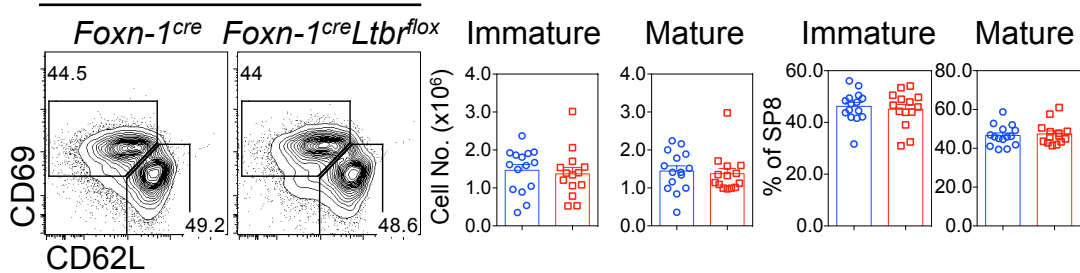 Foxn-1cre Foxn-1creLtbrflox Immature Mature Immature Mature
44.5 44
49.2 48.6
CD69
CD62L
Cell No. (x10⁶)
4.0 4.0
3.0 3.0
2.0 2.0
1.0 1.0
0.0 0.0
% of SP8
60.0 80.0
40.0 60.0
20.0 40.0
0.0 20.0
0.0